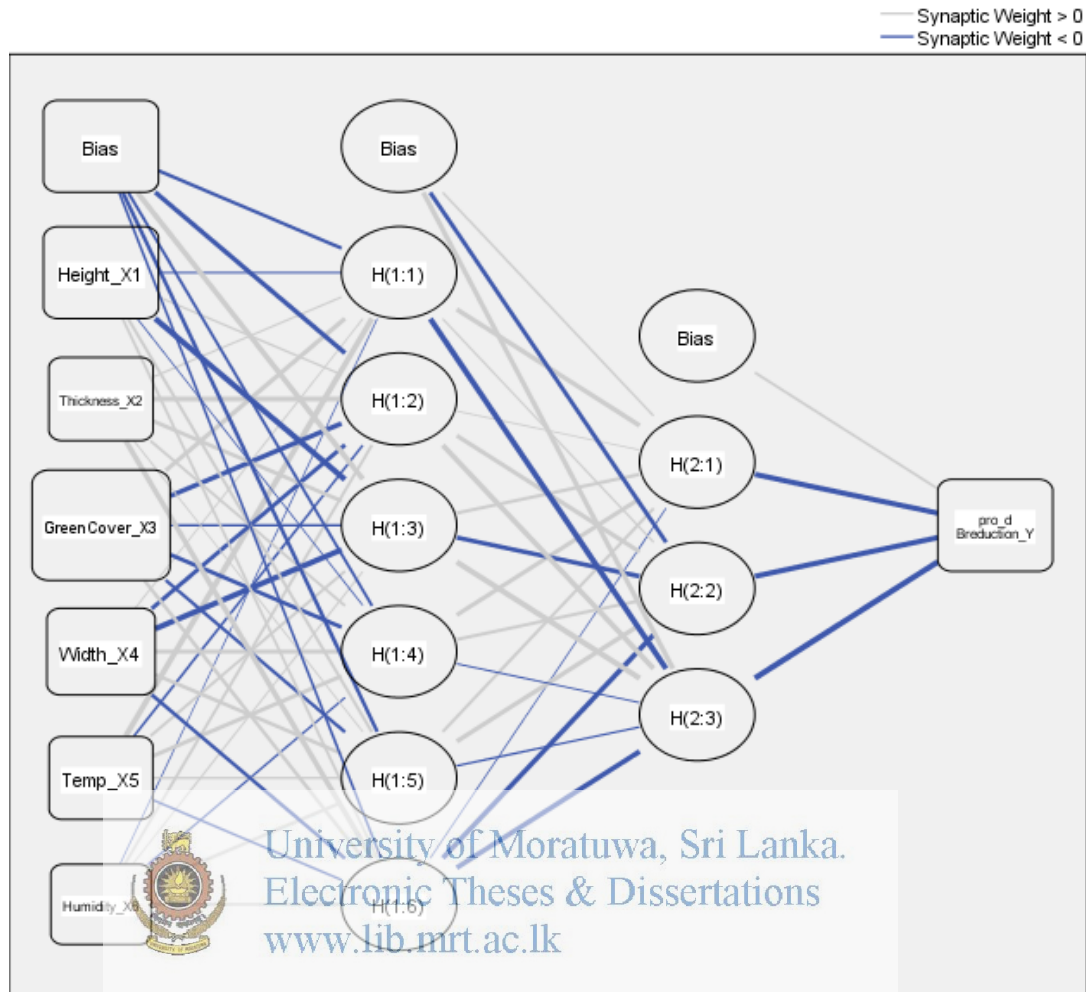 Synaptic Weight > 0
Synaptic Weight < 0
Bias
Height_X1
Thickness_X2
GreenCover_X3
Width_X4
Temp_X5
Humidity_X6
Bias
H(1:1)
H(1:2)
H(1:3)
H(1:4)
H(1:5)
H(1:6)
Bias
H(2:1)
H(2:2)
H(2:3)
pro_d
Breduction_Y
University of Moratuwa, Sri Lanka.
Electronic Theses & Dissertations
www.lib.mrt.ac.lk